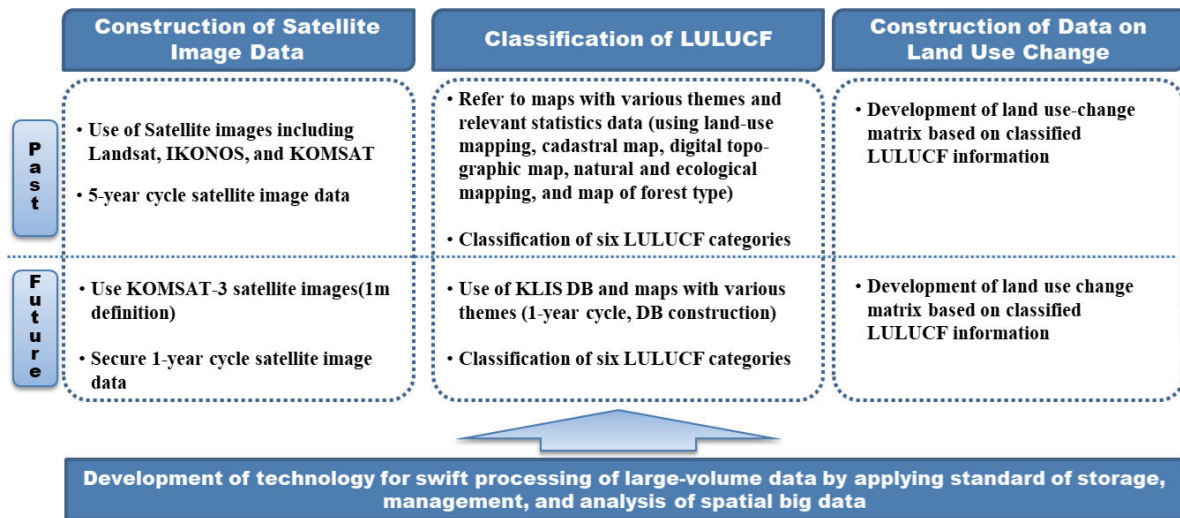 Construction of Satellite
Image Data
Classification of LULUCF
Construction of Data on
Land Use Change
Past
• Use of Satellite images including
Landsat, IKONOS, and KOMSAT
• 5-year cycle satellite image data
• Refer to maps with various themes and
relevant statistics data (using land-use
mapping, cadastral map, digital topo-
graphic map, natural and ecological
mapping, and map of forest type)
• Classification of six LULUCF categories
• Development of land use-change
matrix based on classified
LULUCF information
Future
• Use KOMSAT-3 satellite images(1m
definition)
• Secure 1-year cycle satellite image
data
• Use of KLIS DB and maps with various
themes (1-year cycle, DB construction)
• Classification of six LULUCF categories
• Development of land use change
matrix based on classified
LULUCF information
Development of technology for swift processing of large-volume data by applying standard of storage,
management, and analysis of spatial big data